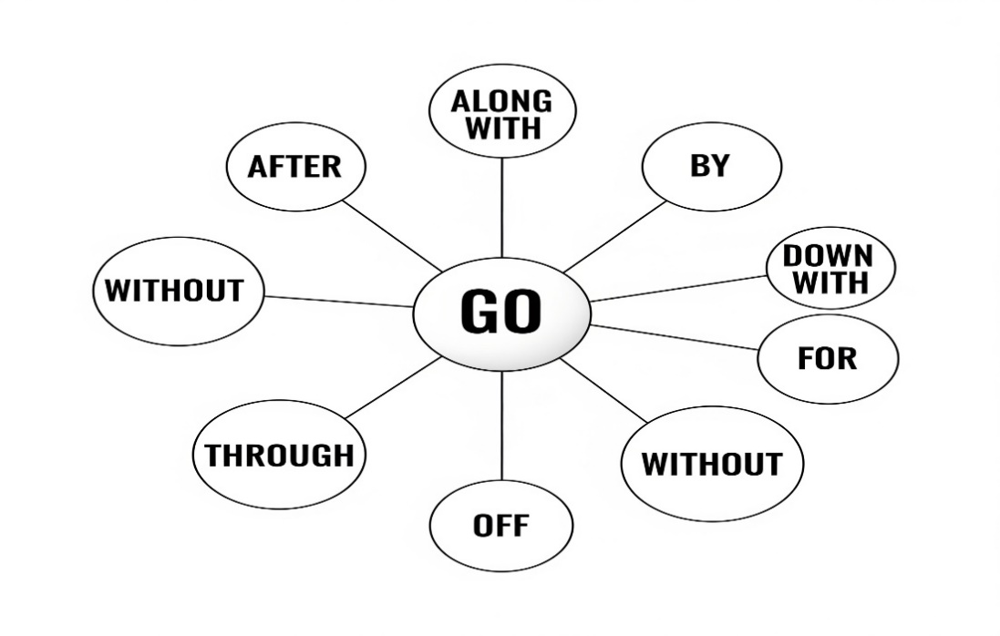 ALONG
WITH
AFTER
BY
DOWN
WITH
WITHOUT
GO
FOR
THROUGH
WITHOUT
OFF